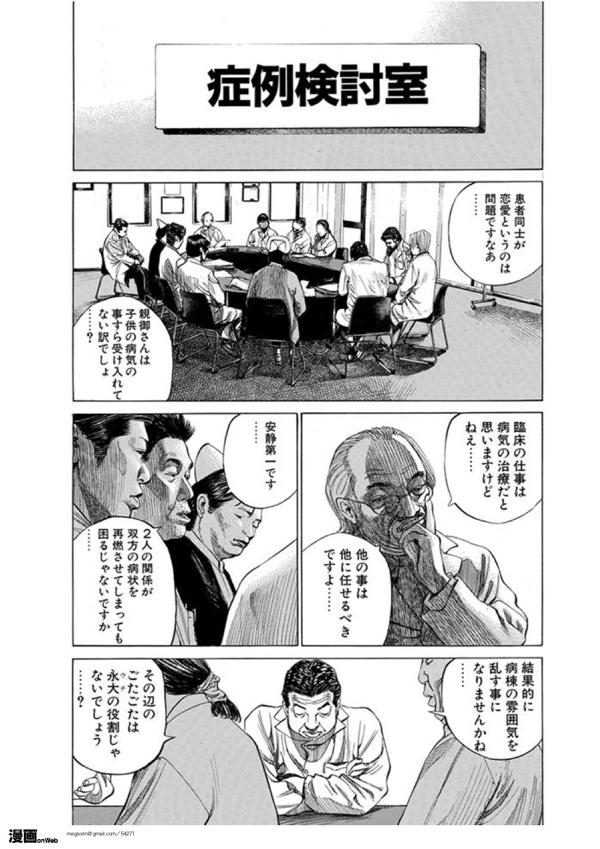 症例検討室
患者同士が
恋愛というのは
問題ですなあ
……
親御さんは
子供の病気の
事すら受け入れて
ない訳でしょ
……？
臨床の仕事は
病気の治療だと
思いますけど
ねえ……
他の事は
他に任せるべき
ですよ……
安静第一です
……
2人の関係が
双方の病状を
再燃させてしまっても
困るじゃないですか
結果的に
病棟の雰囲気を
乱す事に
なりませんかね
……
その辺の
ごたごたは
永大の役割じゃ
ウチ
ないでしょう
……？
漫画 on Web
megaorin@gmail.com / 54271